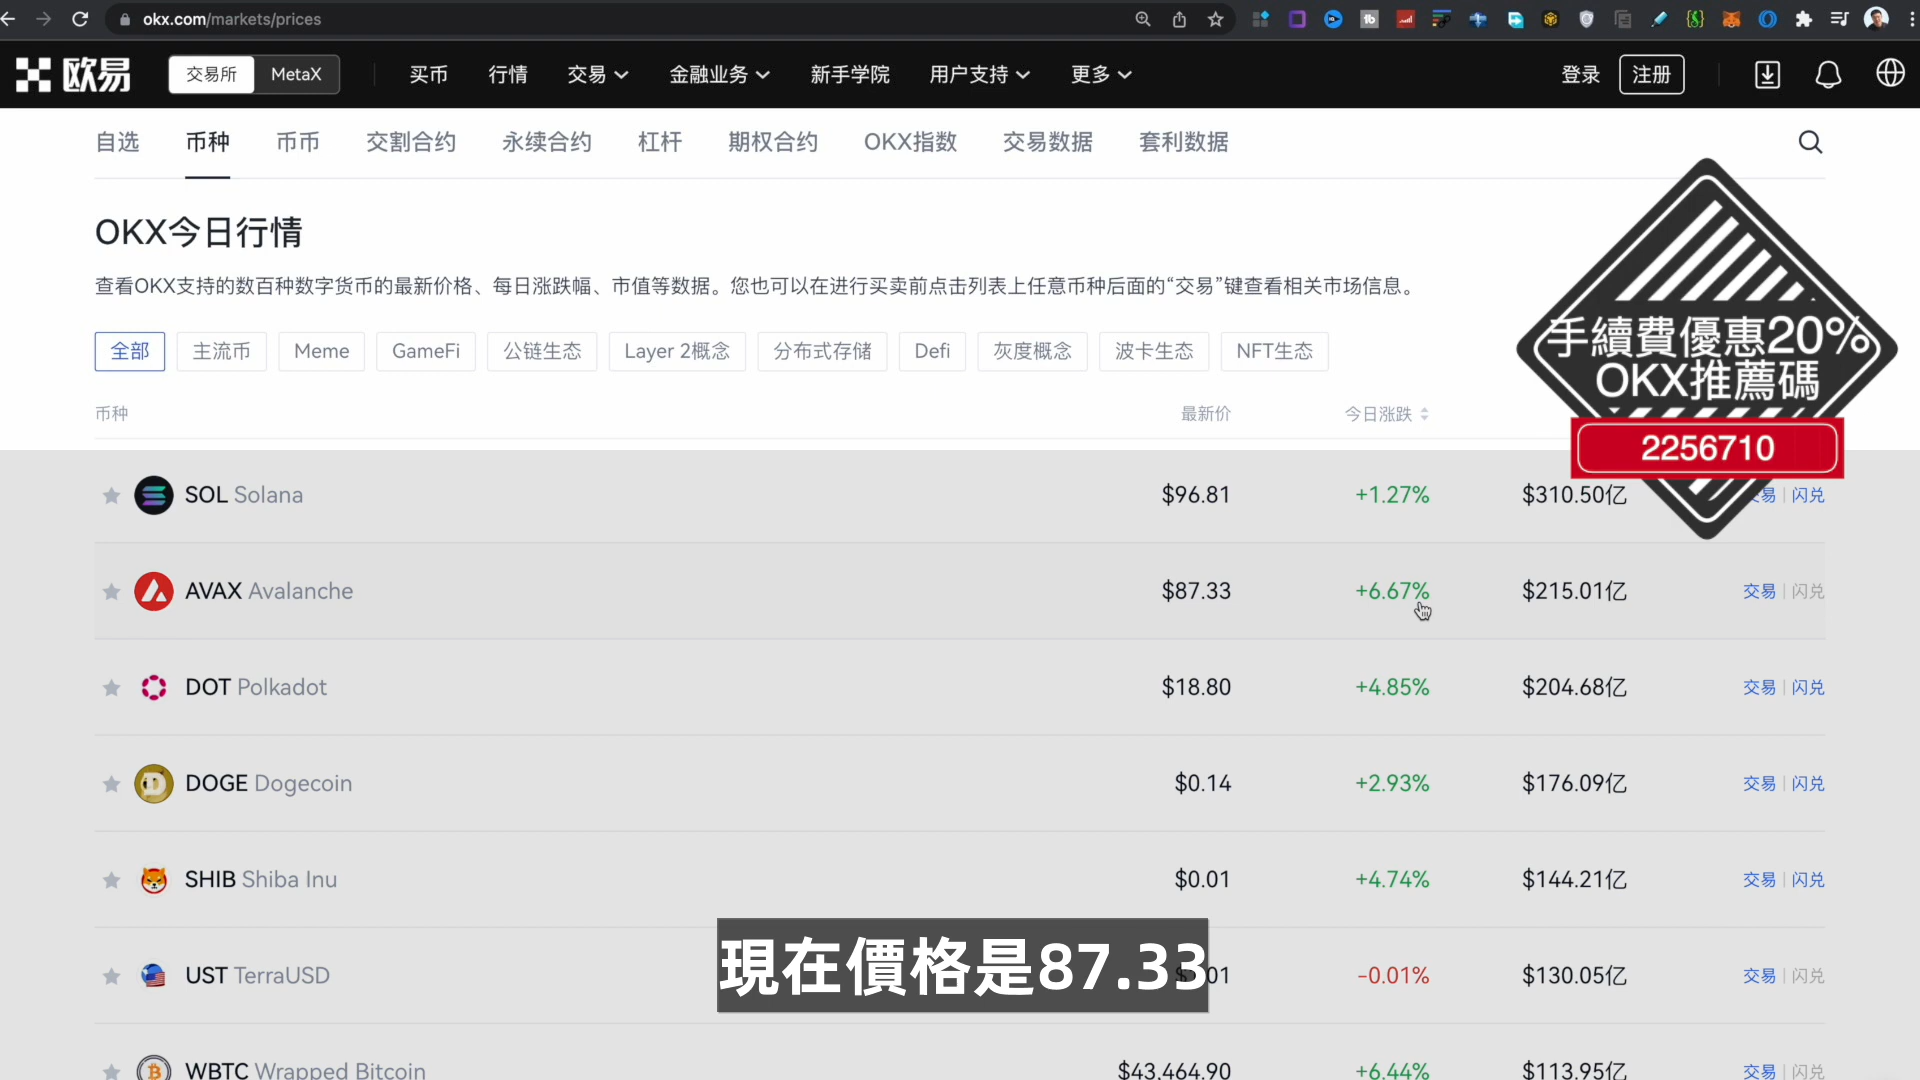 okx.com/markets/prices
欧易 交易所 MetaX 买币 行情 交易 金融业务 新手学院 用户支持 更多 登录 注册
自选 币种 币币 交割合约 永续合约 杠杆 期权合约 OKX指数 交易数据 套利数据
OKX今日行情
查看OKX支持的数百种数字货币的最新价格、每日涨跌幅、市值等数据。您也可以在进行买卖前点击列表上任意币种后面的“交易”键查看相关市场信息。
全部 主流币 Meme GameFi 公链生态 Layer 2概念 分布式存储 Defi 灰度概念 波卡生态 NFT生态
手續費優惠20%
OKX推薦碼
2256710
币种 最新价 今日涨跌
SOL Solana $96.81 +1.27% $310.50亿 易 闪兑
AVAX Avalanche $87.33 +6.67% $215.01亿 交易 闪兑
DOT Polkadot $18.80 +4.85% $204.68亿 交易 闪兑
DOGE Dogecoin $0.14 +2.93% $176.09亿 交易 闪兑
SHIB Shiba Inu $0.01 +4.74% $144.21亿 交易 闪兑
UST TerraUSD 01 -0.01% $130.05亿 交易 闪兑
現在價格是87.33
WBTC Wrapped Bitcoin $43,464.90 +6.44% $113.95亿 交易 闪兑